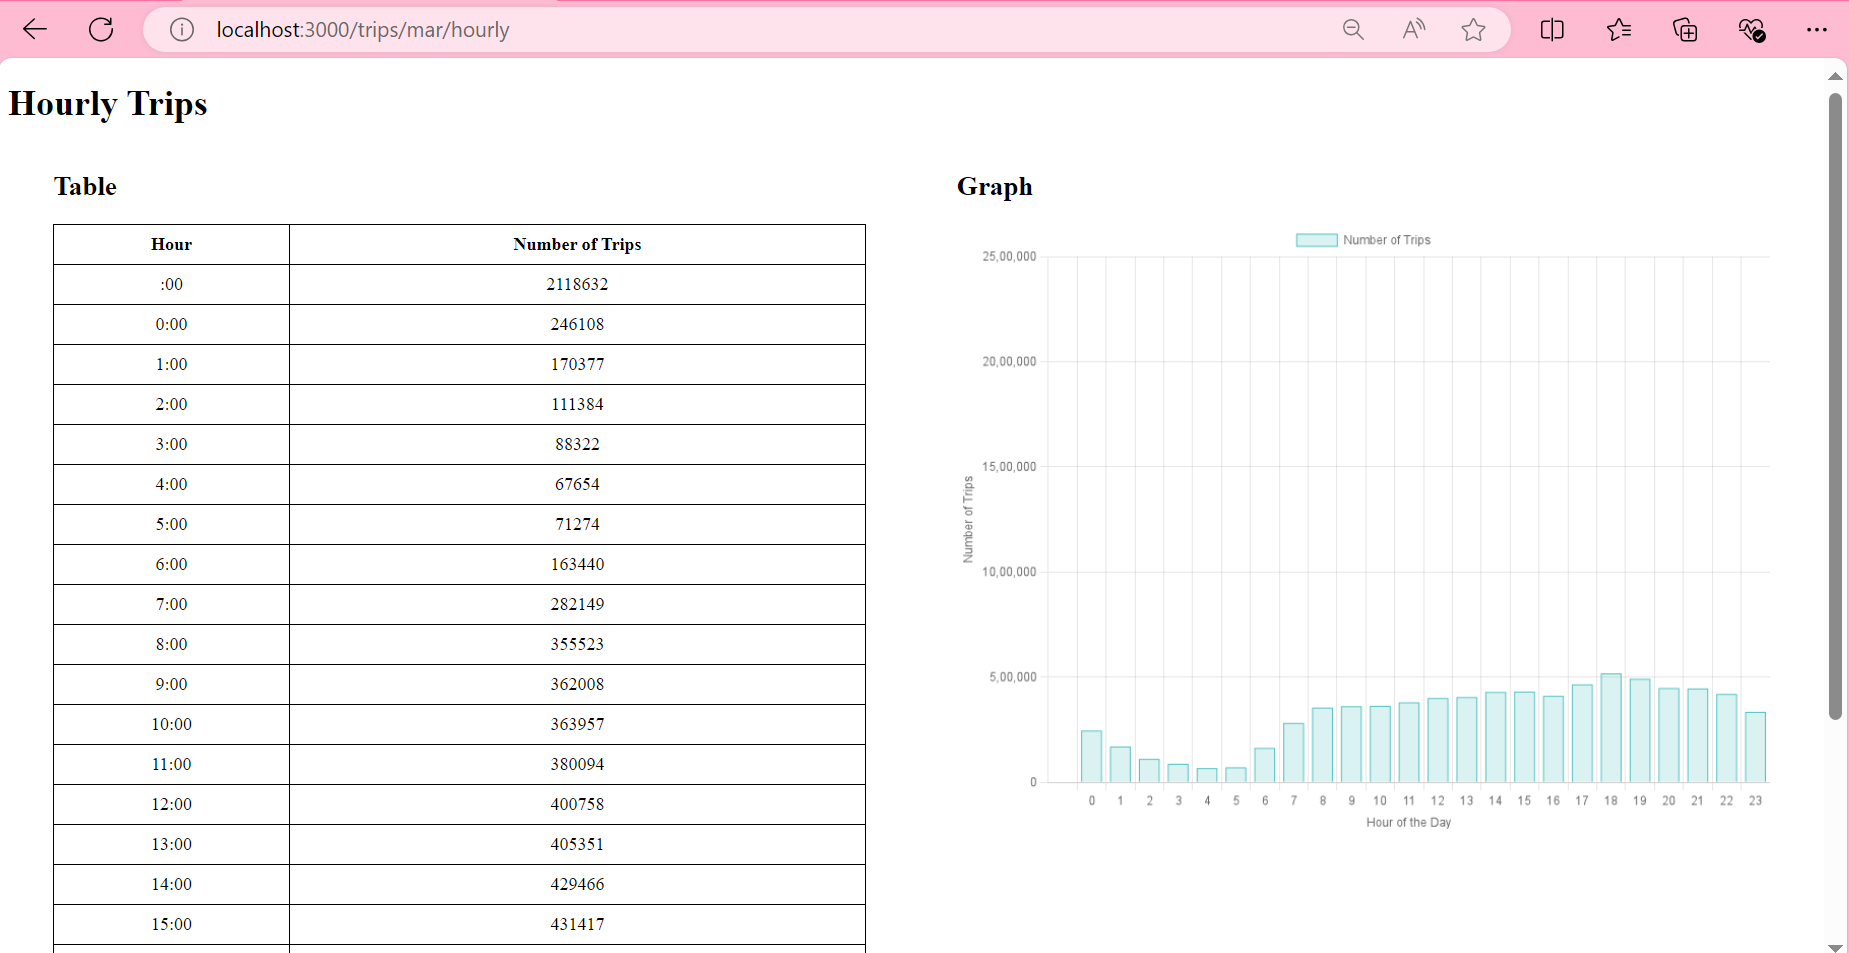 localhost:3000/trips/mar/hourly
Hourly Trips
Table
Hour Number of Trips
:00 2118632
0:00 246108
1:00 170377
2:00 111384
3:00 88322
4:00 67654
5:00 71274
6:00 163440
7:00 282149
8:00 355523
9:00 362008
10:00 363957
11:00 380094
12:00 400758
13:00 405351
14:00 429466
15:00 431417
Graph
Number of Trips
25,00,000
20,00,000
15,00,000
10,00,000
5,00,000
0
Number of Trips
0 1 2 3 4 5 6 7 8 9 10 11 12 13 14 15 16 17 18 19 20 21 22 23
Hour of the Day